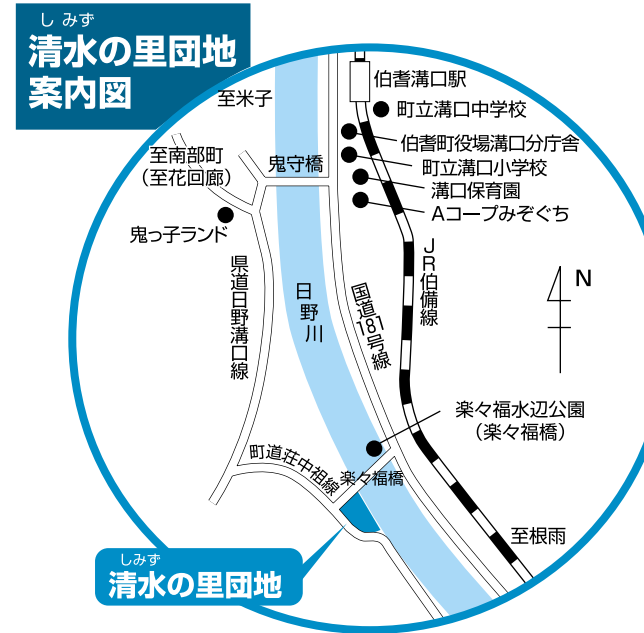 しみず
清水の里団地
案内図
至米子
伯耆溝口駅
町立溝口中学校
伯耆町役場溝口分庁舎
町立溝口小学校
溝口保育園
Aコープみぞぐち
至南部町
（至花回廊）
鬼守橋
鬼っ子ランド
県道日野溝口線
日野川
国道181号線
JR伯備線
N
楽々福水辺公園
（楽々福橋）
町道荘中祖線
楽々福橋
至根雨
しみず
清水の里団地